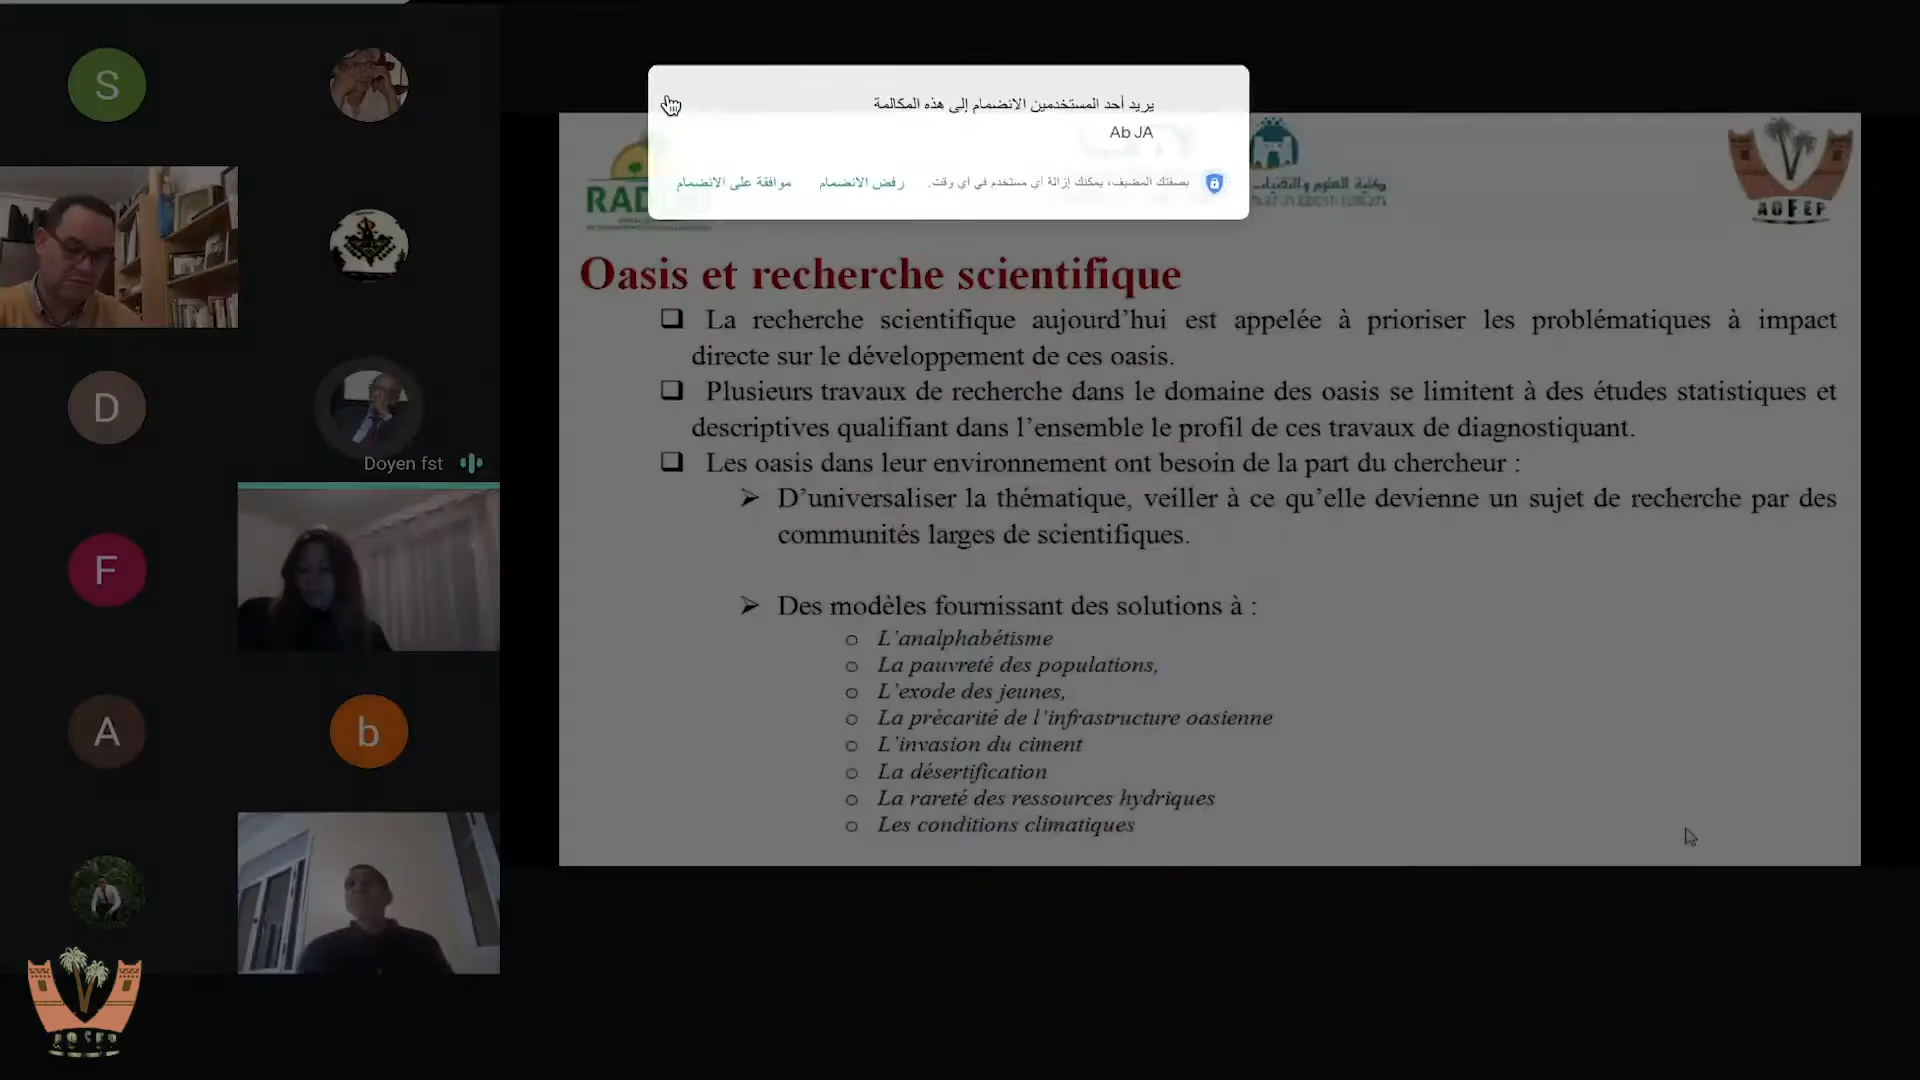 S
يريد أحد المستخدمين الانضمام إلى هذه المكالمة
Ab JA
بصفتك المضيف، يمكنك إزالة أي مستخدم في أي وقت.
رفض الانضمام
موافقة على الانضمام
كلية العلوم والتقنيات
AOFEP
Oasis et recherche scientifique
❑ La recherche scientifique aujourd’hui est appelée à prioriser les problématiques à impact
directe sur le développement de ces oasis.
❑ Plusieurs travaux de recherche dans le domaine des oasis se limitent à des études statistiques et
descriptives qualifiant dans l’ensemble le profil de ces travaux de diagnostiquant.
❑ Les oasis dans leur environnement ont besoin de la part du chercheur :
➢ D’universaliser la thématique, veiller à ce qu’elle devienne un sujet de recherche par des
communités larges de scientifiques.
➢ Des modèles fournissant des solutions à :
o L’analphabétisme
o La pauvreté des populations,
o L’exode des jeunes,
o La précarité de l’infrastructure oasienne
o L’invasion du ciment
o La désertification
o La rareté des ressources hydriques
o Les conditions climatiques
D
Doyen fst
F
A
b
AOFEP